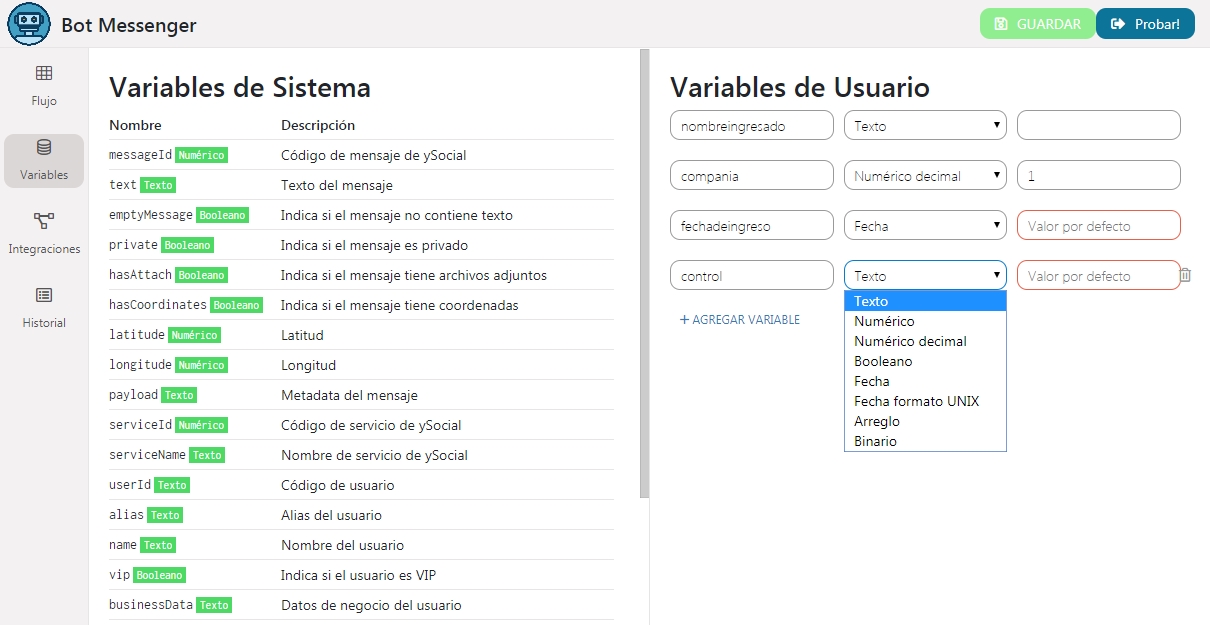 Bot Messenger
GUARDAR
Probar!
Flujo
Variables
Integraciones
Historial
Variables de Sistema
Nombre Descripción
messageId Numérico Código de mensaje de ySocial
text Texto Texto del mensaje
emptyMessage Booleano Indica si el mensaje no contiene texto
private Booleano Indica si el mensaje es privado
hasAttach Booleano Indica si el mensaje tiene archivos adjuntos
hasCoordinates Booleano Indica si el mensaje tiene coordenadas
latitude Numérico Latitud
longitude Numérico Longitud
payload Texto Metadata del mensaje
serviceId Numérico Código de servicio de ySocial
serviceName Texto Nombre de servicio de ySocial
userId Texto Código de usuario
alias Texto Alias del usuario
name Texto Nombre del usuario
vip Booleano Indica si el usuario es VIP
businessData Texto Datos de negocio del usuario
Variables de Usuario
nombreingresado Texto
compania Numérico decimal 1
fechadeingreso Fecha Valor por defecto
control Texto Valor por defecto
+ AGREGAR VARIABLE
Texto
Numérico
Numérico decimal
Booleano
Fecha
Fecha formato UNIX
Arreglo
Binario